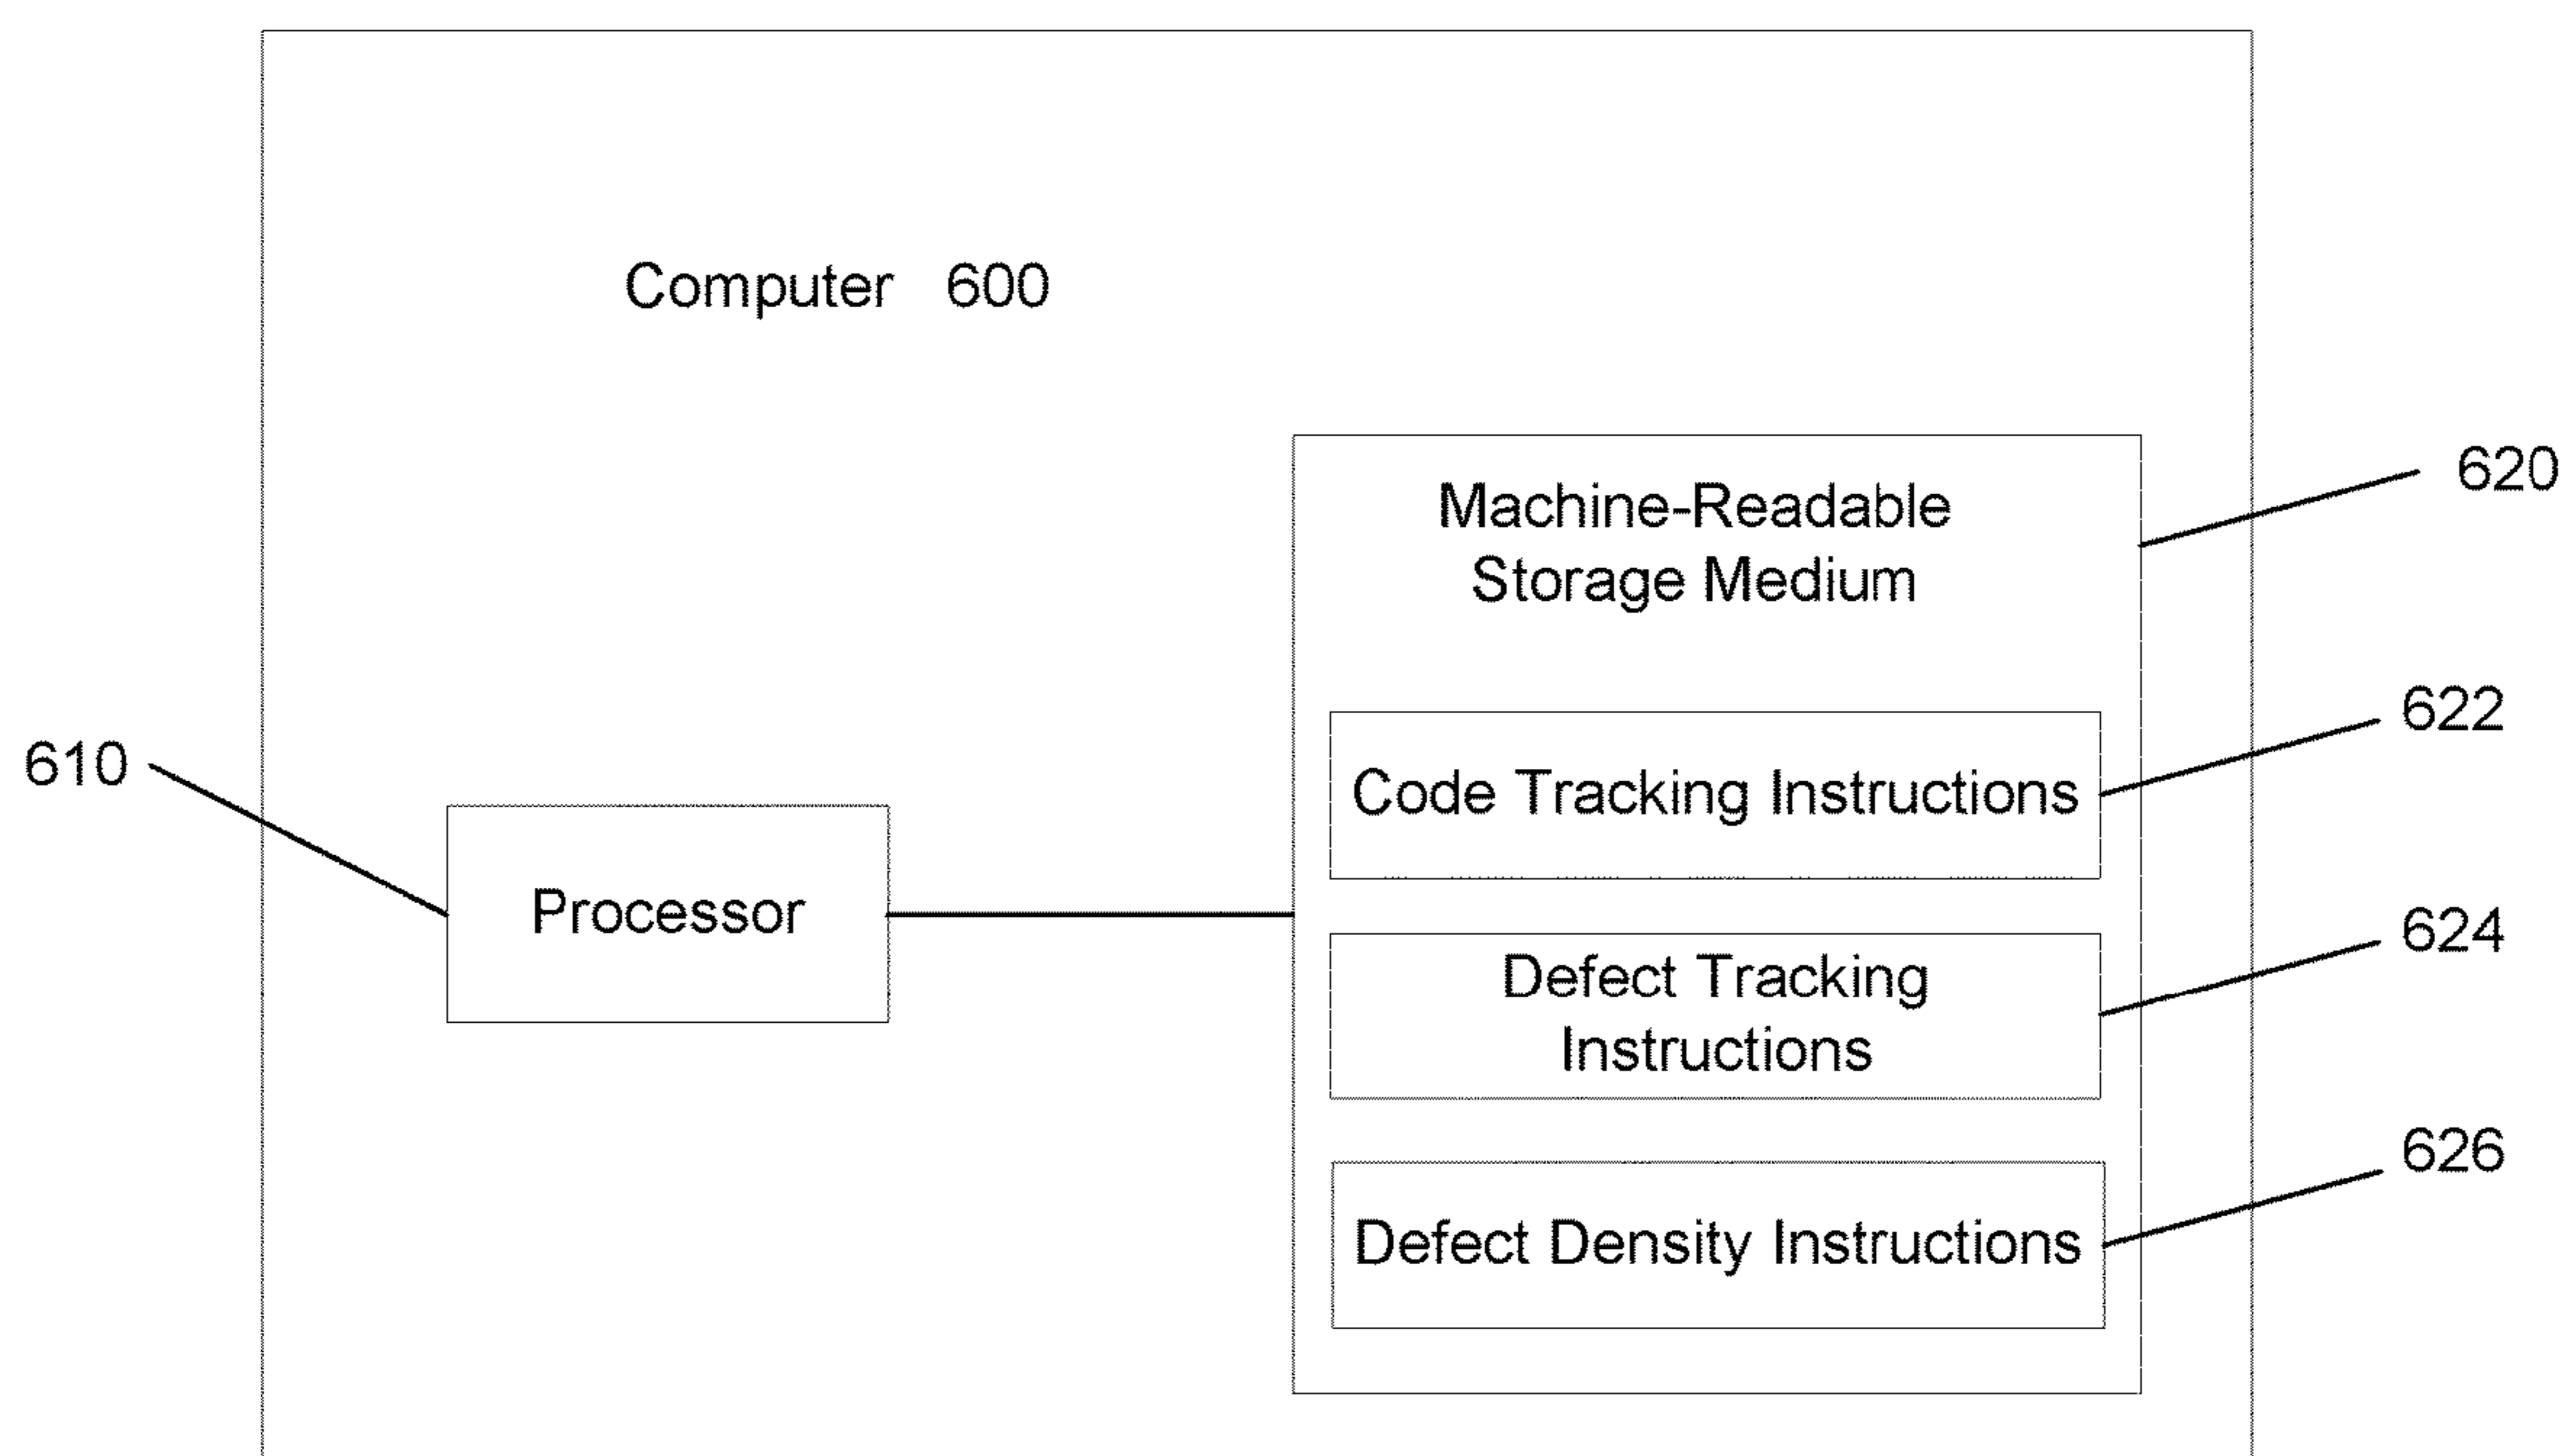 Computer 600
620
Machine-Readable
Storage Medium
622
610
Code Tracking Instructions
Processor
624
Defect Tracking
Instructions
626
Defect Density Instructions